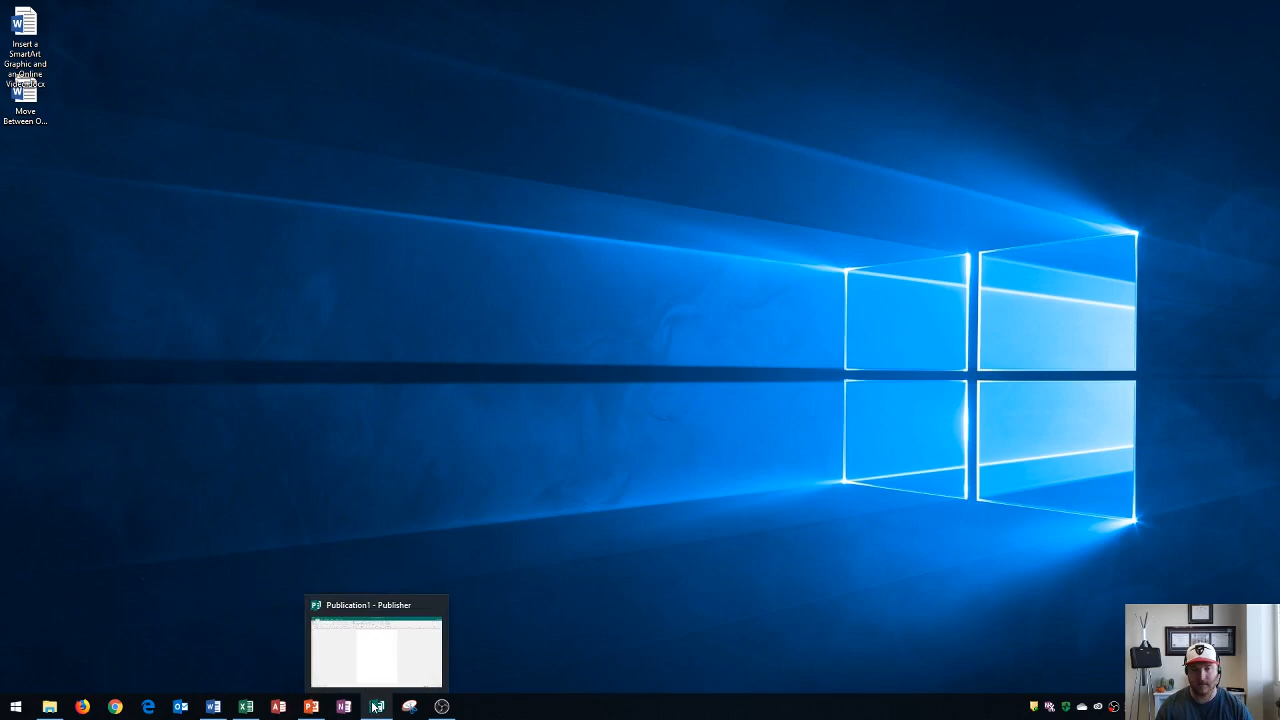 Insert a
SmartArt
Graphic and
an Online
Video.docx
Move
Between O...
Publication1 - Publisher